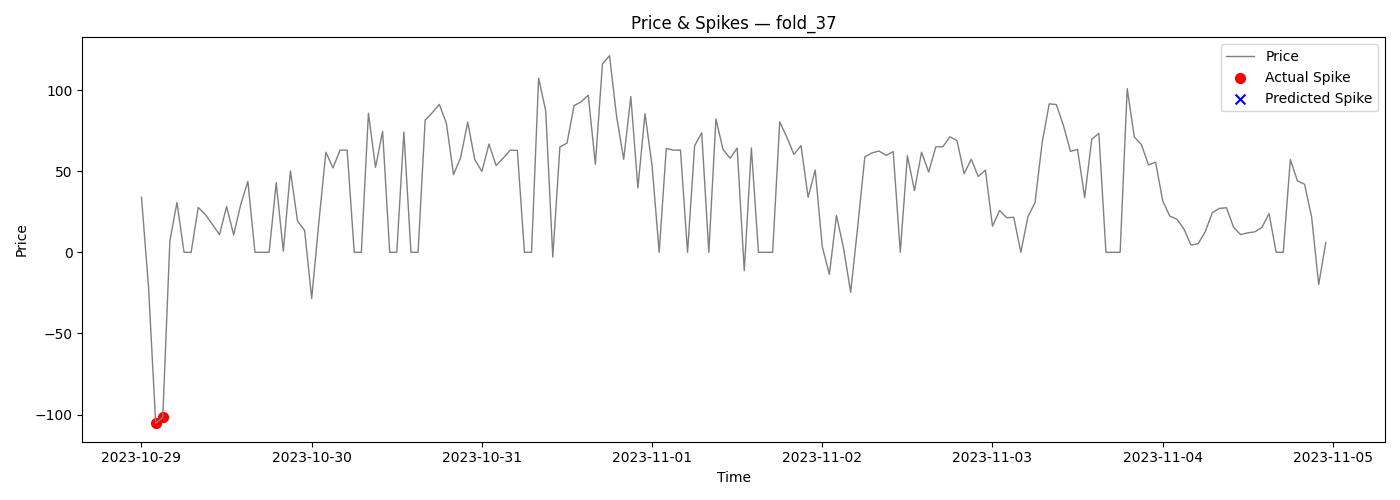 Price & Spikes — fold_37
Price
Actual Spike
Predicted Spike
100
50
0
−50
−100
Price
2023-10-29
2023-10-30
2023-10-31
2023-11-01
2023-11-02
2023-11-03
2023-11-04
2023-11-05
Time